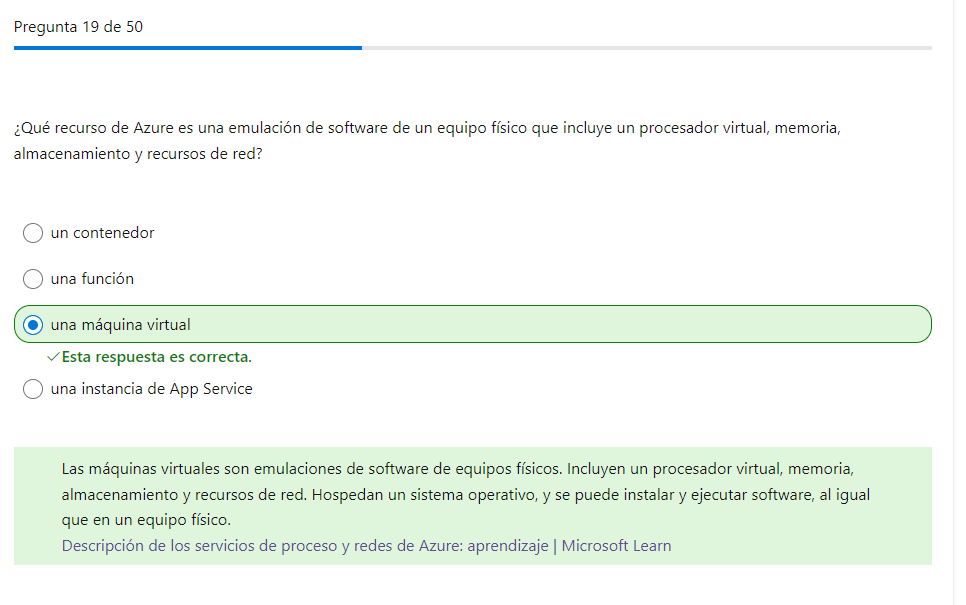 Pregunta 19 de 50
¿Qué recurso de Azure es una emulación de software de un equipo físico que incluye un procesador virtual, memoria,
almacenamiento y recursos de red?
un contenedor
una función
una máquina virtual
Esta respuesta es correcta.
una instancia de App Service
Las máquinas virtuales son emulaciones de software de equipos físicos. Incluyen un procesador virtual, memoria,
almacenamiento y recursos de red. Hospedan un sistema operativo, y se puede instalar y ejecutar software, al igual
que en un equipo físico.
Descripción de los servicios de proceso y redes de Azure: aprendizaje | Microsoft Learn